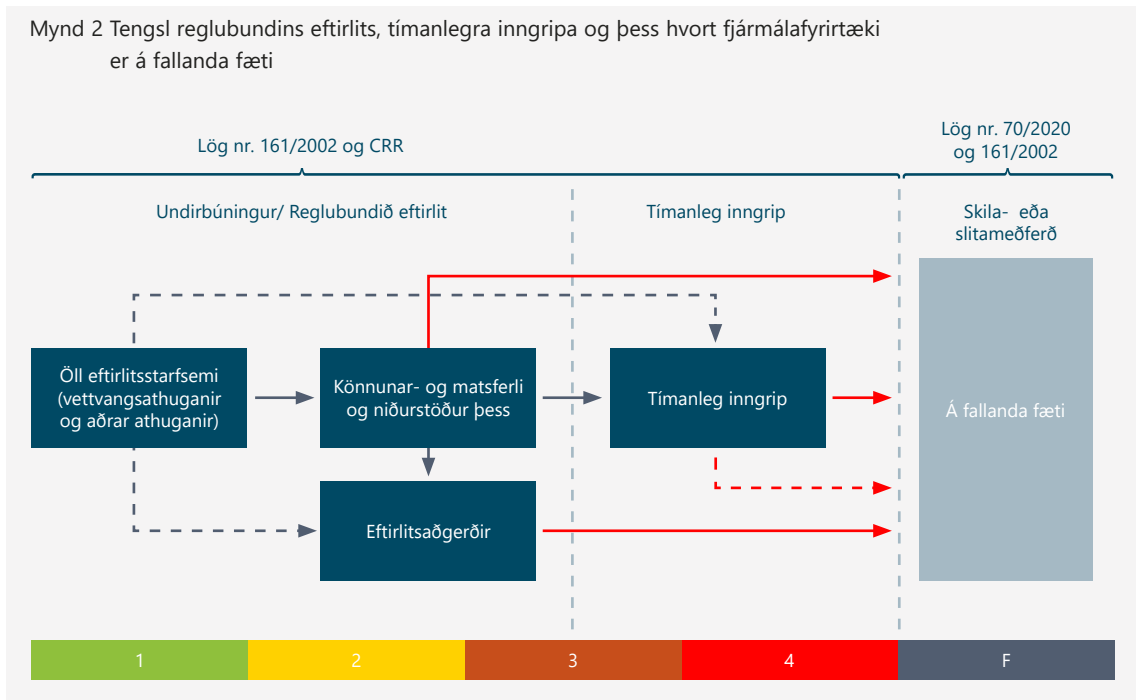 Mynd 2 Tengsl reglubundins eftirlits, tímanlegra inngripa og þess hvort fjármálafyrirtæki
er á fallanda fæti
Lög nr. 161/2002 og CRR
Lög nr. 70/2020
og 161/2002
Undirbúningur/ Reglubundið eftirlit
Tímanleg inngrip
Skila- eða
slitameðferð
Öll eftirlitsstarfsemi
(vettvangsathuganir
og aðrar athuganir)
Könnunar- og matsferli
og niðurstöður þess
Tímanleg inngrip
Á fallanda fæti
Eftirlitsaðgerðir
1
2
3
4
F